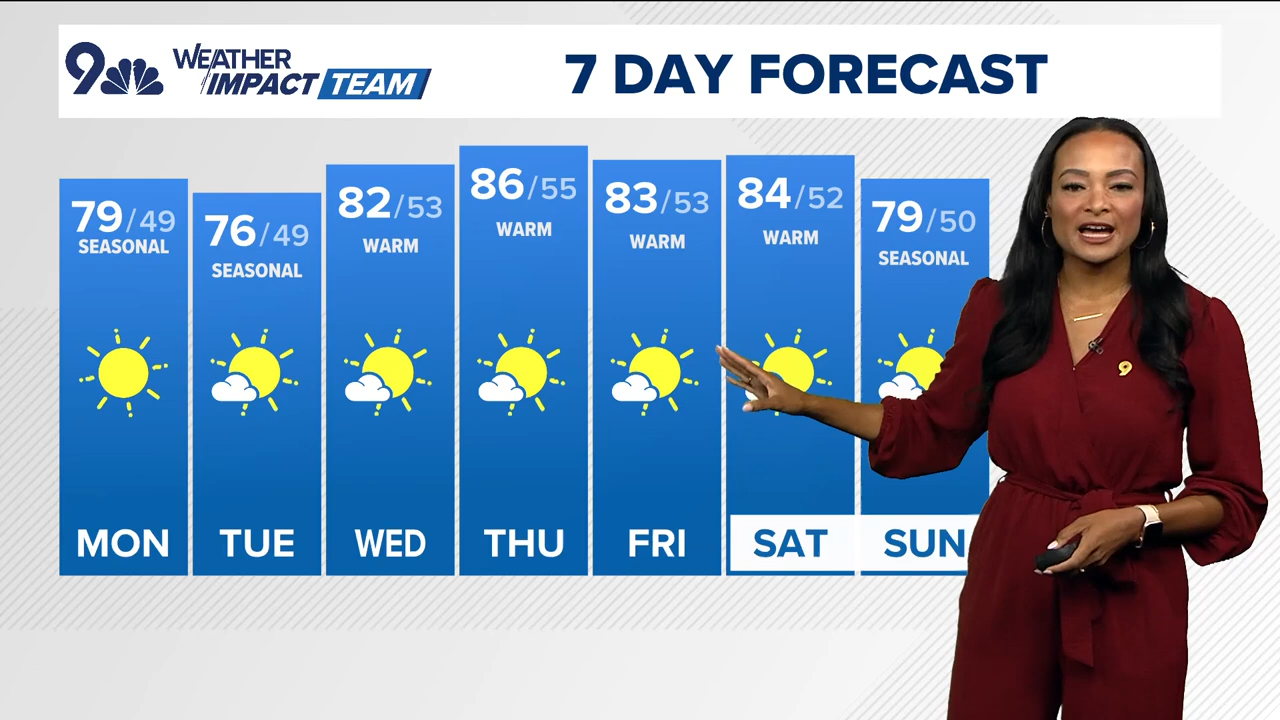 9 WEATHER IMPACT TEAM
7 DAY FORECAST
79/49
SEASONAL
MON
76/49
SEASONAL
TUE
82/53
WARM
WED
86/55
WARM
THU
83/53
WARM
FRI
84/52
WARM
SAT
79/50
SEASONAL
SUN
9